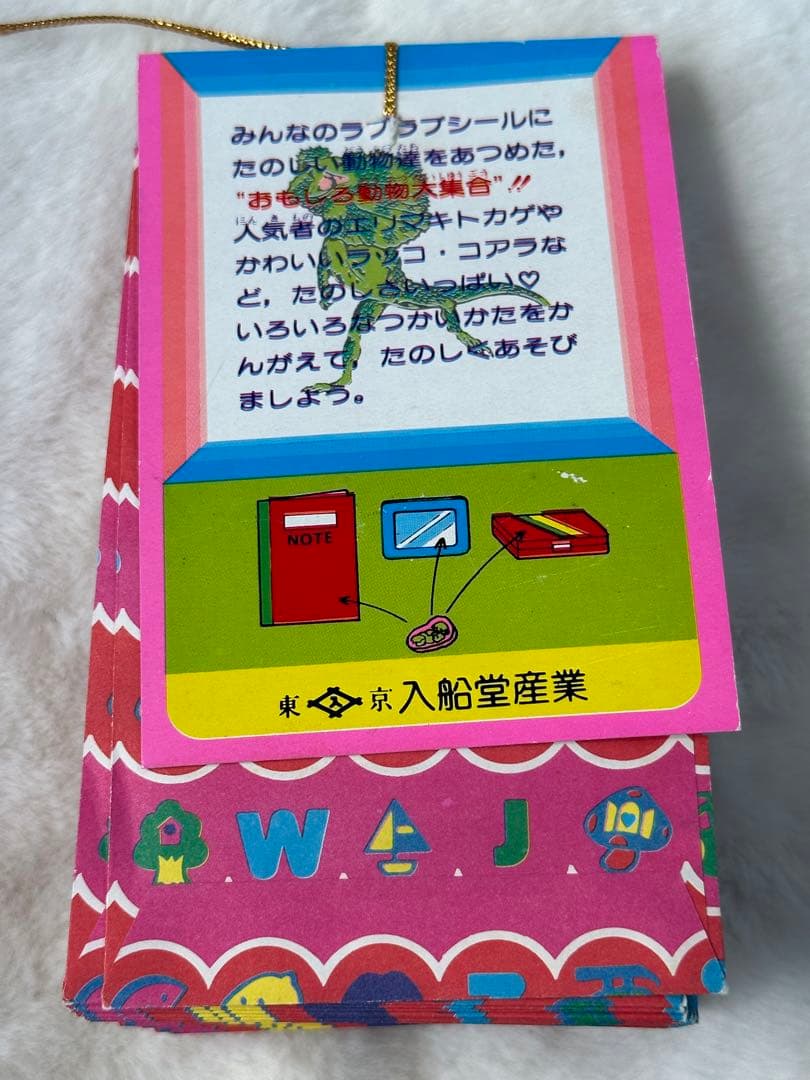 みんなのラブラブシールに
たのしい動物達をあつめた，
"おもしろ動物大集合"!!
人気者のエリマキトカゲや
かわいいラッコ・コアラな
ど，たのしさいっぱい♡
いろいろなつかいかたをか
んがえて，たのしくあそび
ましょう。
NOTE
東 入 京 入船堂産業
W J